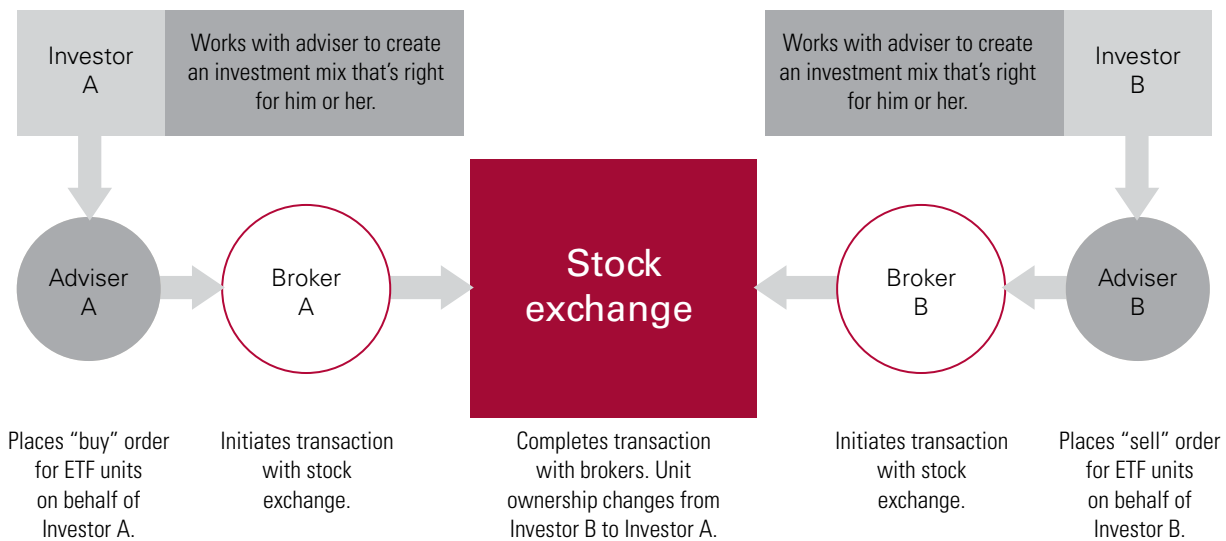 Investor
A
Works with adviser to create
an investment mix that's right
for him or her.
Works with adviser to create
an investment mix that's right
for him or her.
Investor
B
Adviser
A
Broker
A
Stock
exchange
Broker
B
Adviser
B
Places “buy” order
for ETF units
on behalf of
Investor A.
Initiates transaction
with stock
exchange.
Completes transaction
with brokers. Unit
ownership changes from
Investor B to Investor A.
Initiates transaction
with stock
exchange.
Places “sell” order
for ETF units
on behalf of
Investor B.